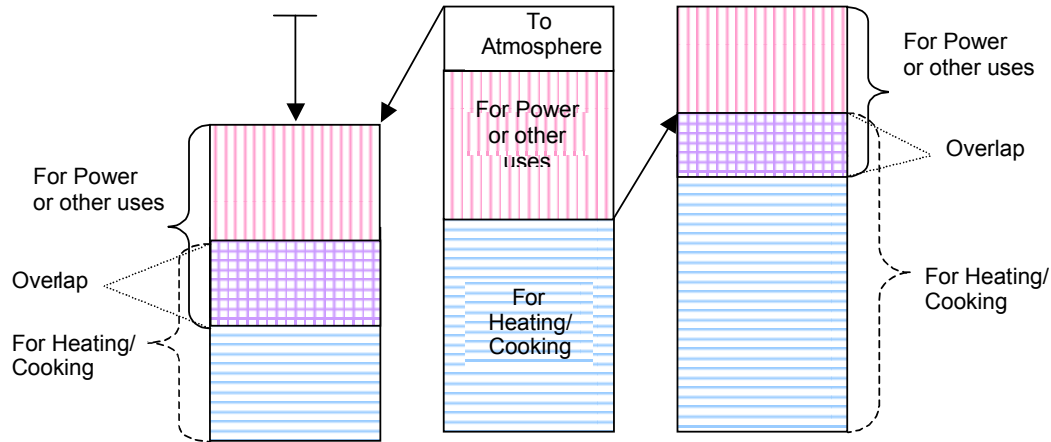 For Power
or other uses
Overlap
For Heating/
Cooking
To
Atmosphere
For Power
or other
uses
For
Heating/
Cooking
For Power
or other uses
Overlap
For Heating/
Cooking